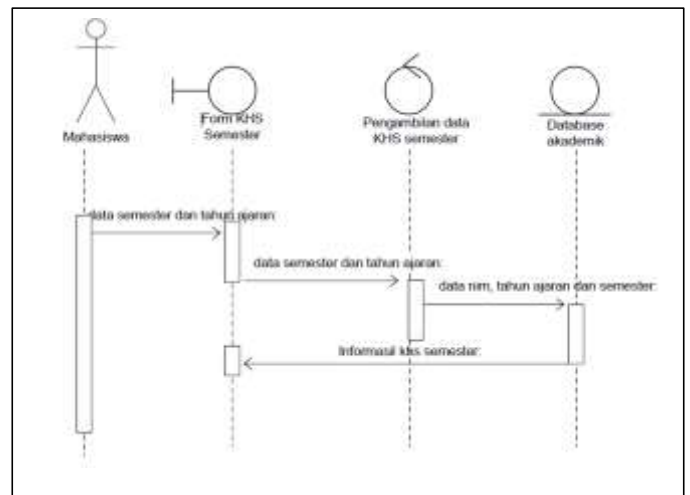 Mahasiswa
Form KHS
Semester
Pengambilan data
KHS semester
Database
akademik
data semester dan tahun ajaran:
data semester dan tahun ajaran:
data nim, tahun ajaran dan semester:
Informasil khs semester: